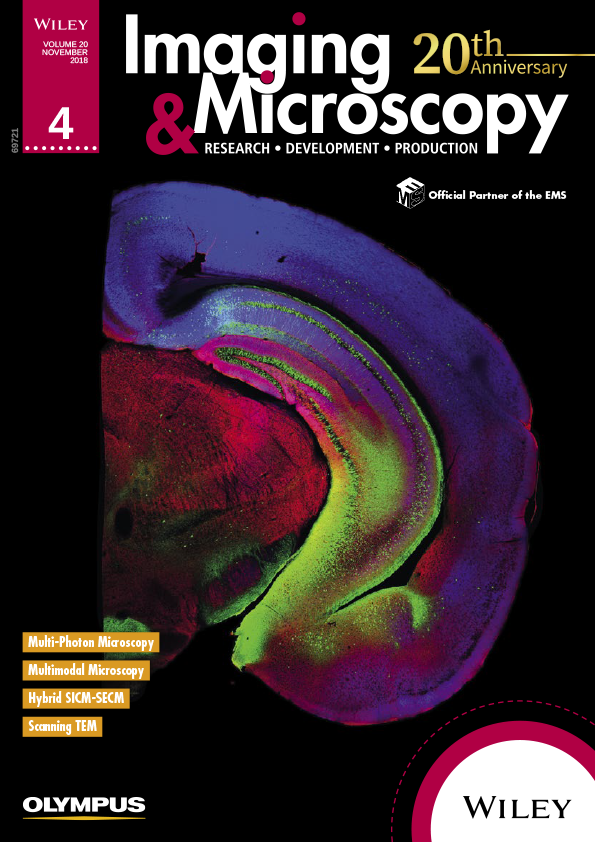 WILEY
VOLUME 20
NOVEMBER
2018
4
69721
Imaging
&Microscopy
20th
Anniversary
RESEARCH • DEVELOPMENT • PRODUCTION
EMS
Official Partner of the EMS
Multi-Photon Microscopy
Multimodal Microscopy
Hybrid SICM-SECM
Scanning TEM
OLYMPUS
WILEY